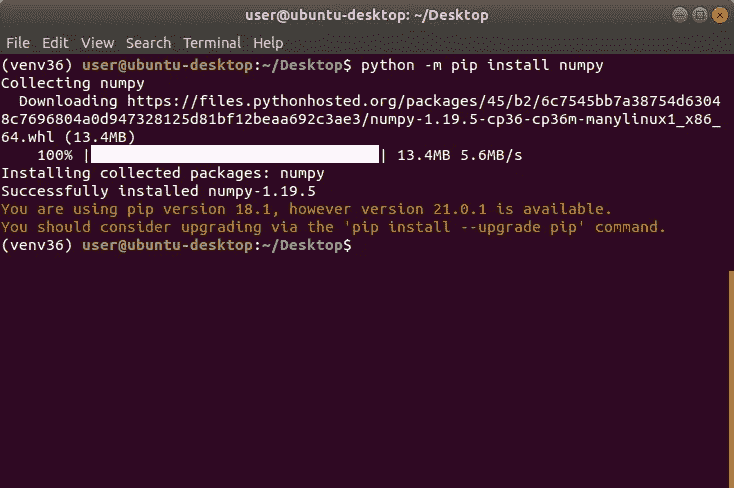 user@ubuntu-desktop: ~/Desktop
File Edit View Search Terminal Help
(venv36) user@ubuntu-desktop:~/Desktop$ python -m pip install numpy
Collecting numpy
  Downloading https://files.pythonhosted.org/packages/45/b2/6c7545bb7a38754d6304
8c7696804a0d947328125d81bf12beaa692c3ae3/numpy-1.19.5-cp36-cp36m-manylinux1_x86_
64.whl (13.4MB)
    100% |████████████████████████████████| 13.4MB 5.6MB/s
Installing collected packages: numpy
Successfully installed numpy-1.19.5
You are using pip version 18.1, however version 21.0.1 is available.
You should consider upgrading via the 'pip install --upgrade pip' command.
(venv36) user@ubuntu-desktop:~/Desktop$